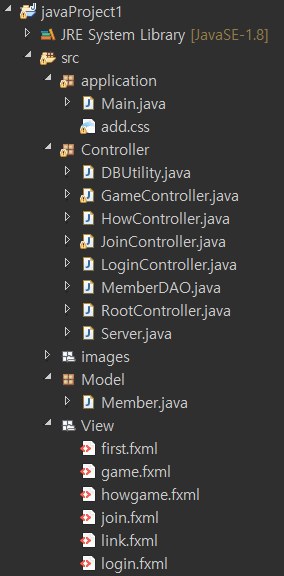 javaProject1
JRE System Library [JavaSE-1.8]
src
application
Main.java
add.css
Controller
DBUtility.java
GameController.java
HowController.java
JoinController.java
LoginController.java
MemberDAO.java
RootController.java
Server.java
images
Model
Member.java
View
first.fxml
game.fxml
howgame.fxml
join.fxml
link.fxml
login.fxml